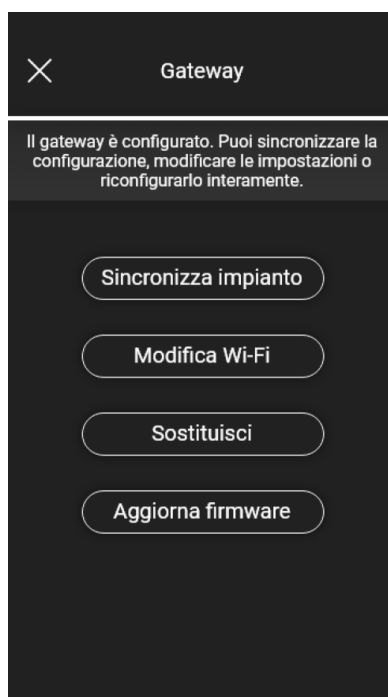 Gateway
Il gateway è configurato. Puoi sincronizzare la
configurazione, modificare le impostazioni o
riconfigurarlo interamente.
Sincronizza impianto
Modifica Wi-Fi
Sostituisci
Aggiorna firmware